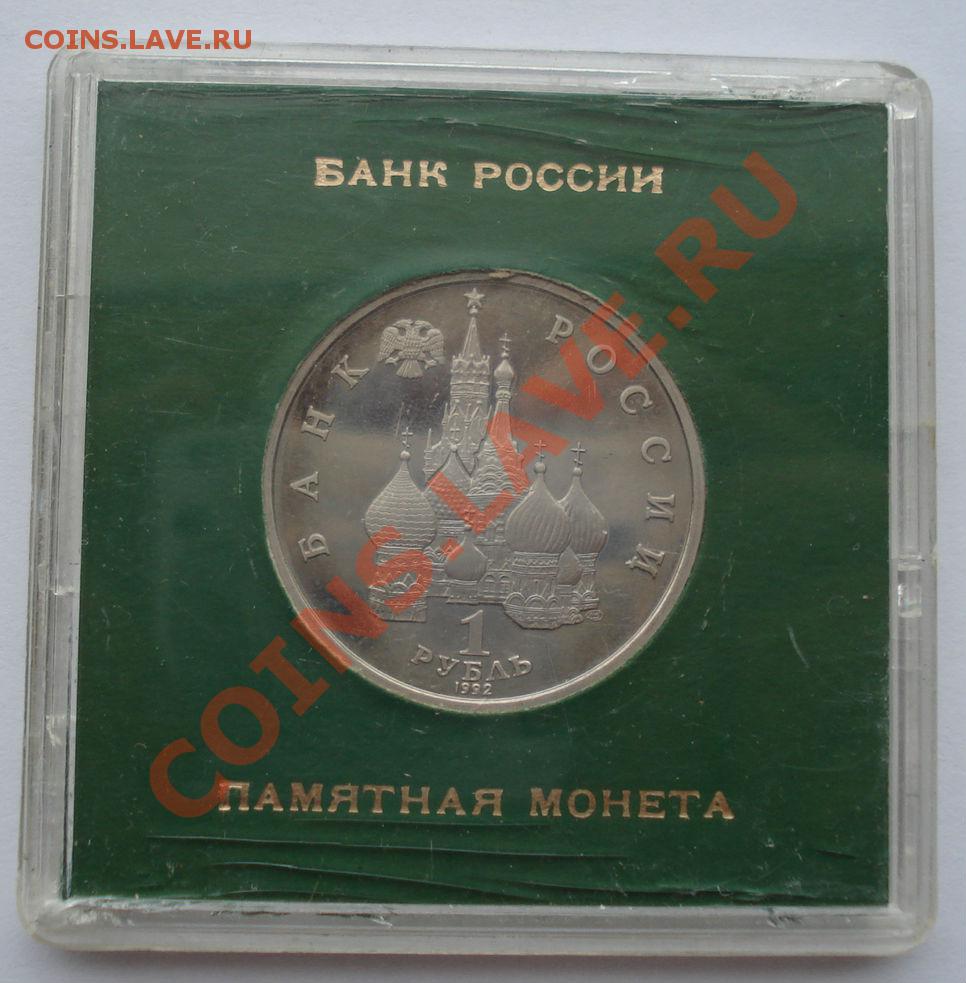 COINS.LAVE.RU
БАНК РОССИИ
БАНК РОССИИ
1
РУБЛЬ
1992
ПАМЯТНАЯ МОНЕТА
COINS.LAVE.RU